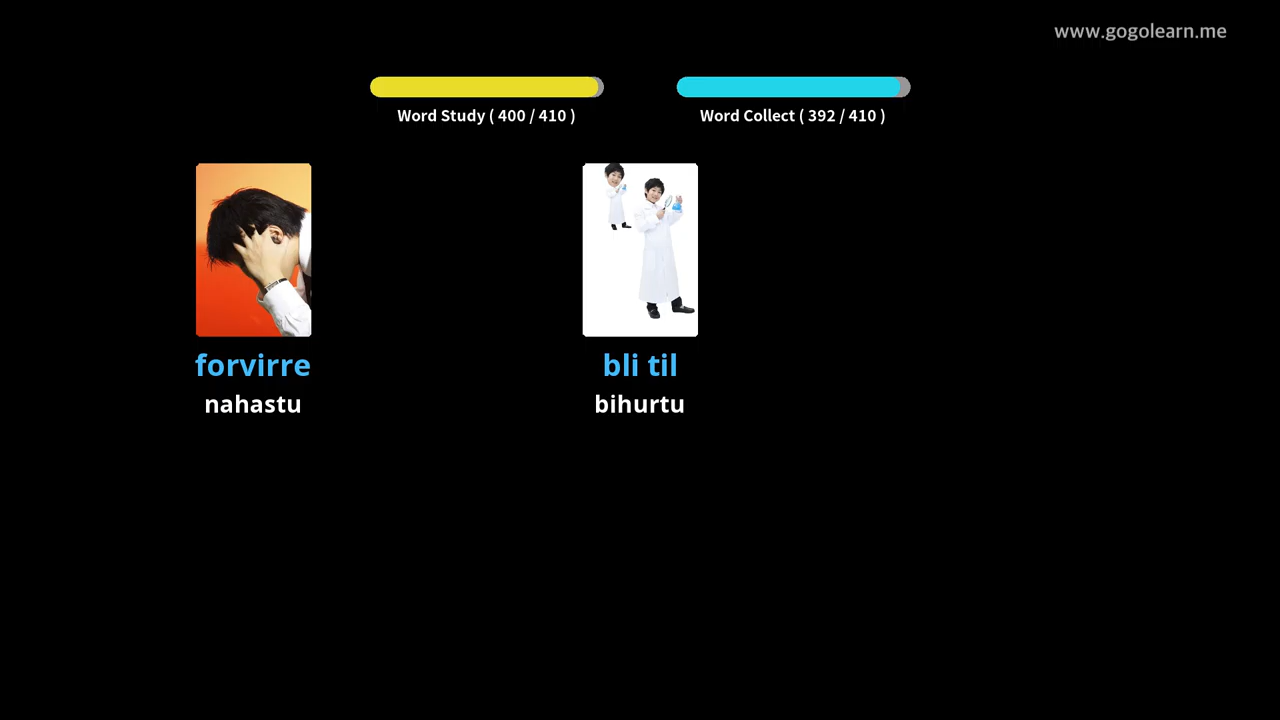 www.gogolearn.me
Word Study ( 400 / 410 )
Word Collect ( 392 / 410 )
forvirre
nahastu
bli til
bihurtu